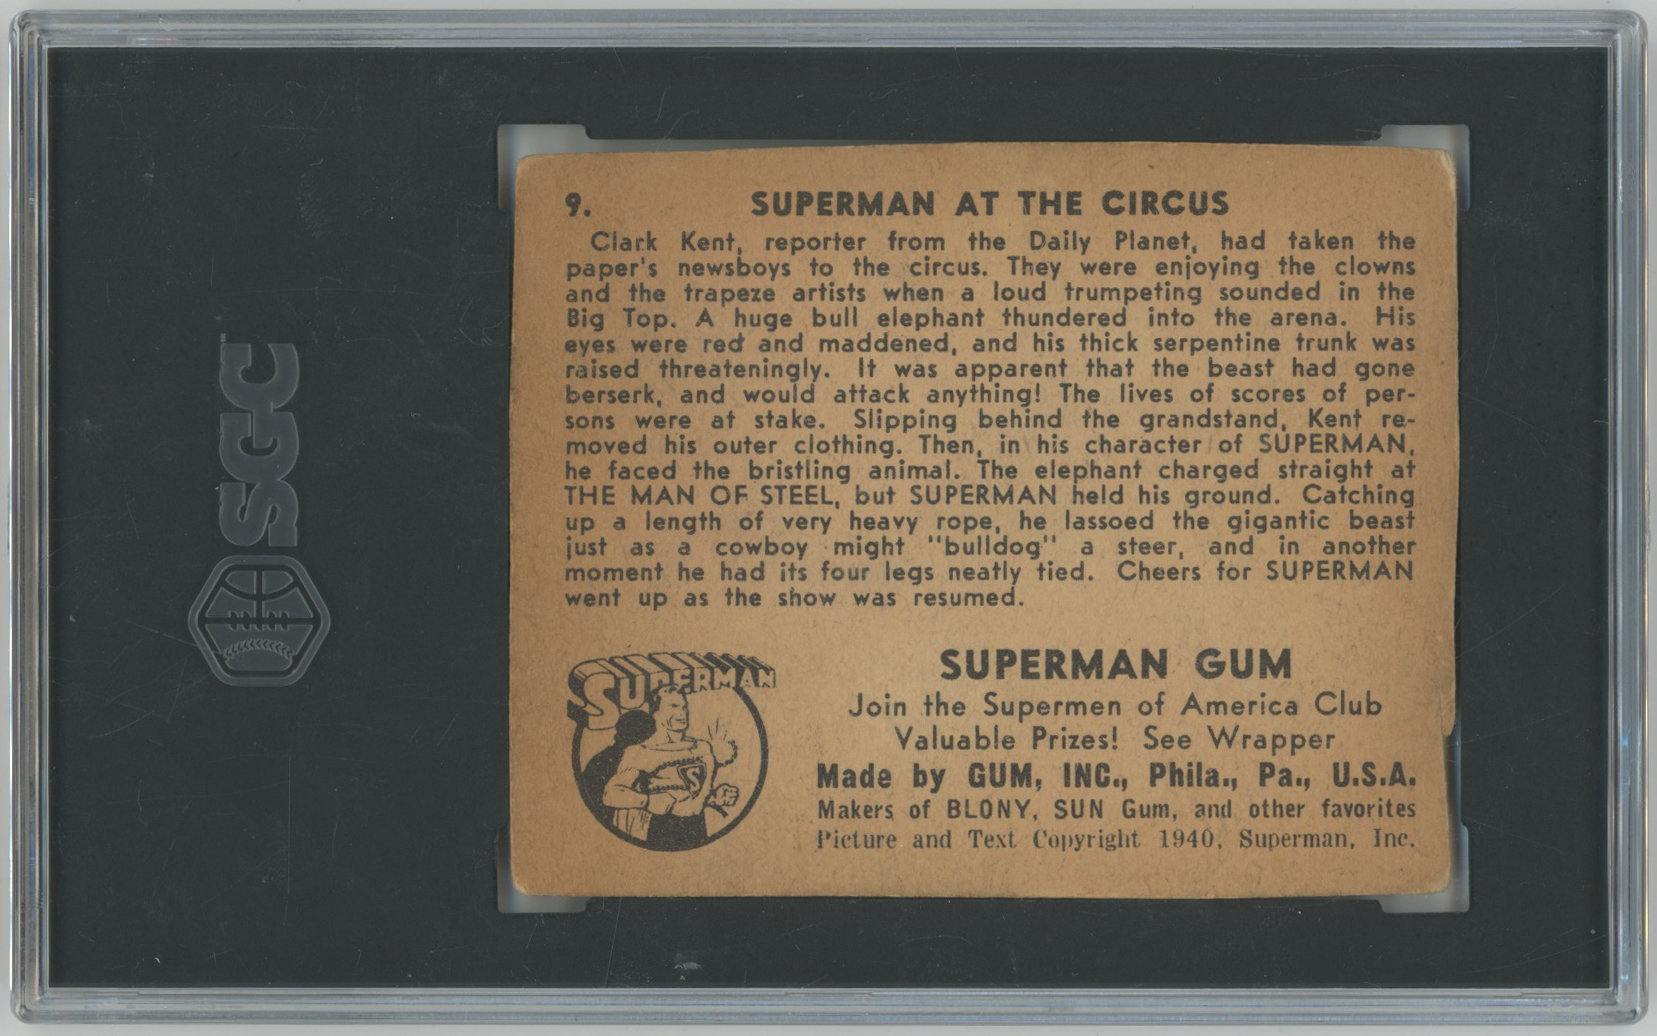 SGC
9. SUPERMAN AT THE CIRCUS
Clark Kent, reporter from the Daily Planet, had taken the
paper's newsboys to the circus. They were enjoying the clowns
and the trapeze artists when a loud trumpeting sounded in the
Big Top. A huge bull elephant thundered into the arena. His
eyes were red and maddened, and his thick serpentine trunk was
raised threateningly. It was apparent that the beast had gone
berserk, and would attack anything! The lives of scores of per-
sons were at stake. Slipping behind the grandstand, Kent re-
moved his outer clothing. Then, in his character of SUPERMAN,
he faced the bristling animal. The elephant charged straight at
THE MAN OF STEEL, but SUPERMAN held his ground. Catching
up a length of very heavy rope, he lassoed the gigantic beast
just as a cowboy might "bulldog" a steer, and in another
moment he had its four legs neatly tied. Cheers for SUPERMAN
went up as the show was resumed.
SUPERMAN
S
SUPERMAN GUM
Join the Supermen of America Club
Valuable Prizes! See Wrapper
Made by GUM, INC., Phila., Pa., U.S.A.
Makers of BLONY, SUN Gum, and other favorites
Picture and Text Copyright 1940, Superman, Inc.